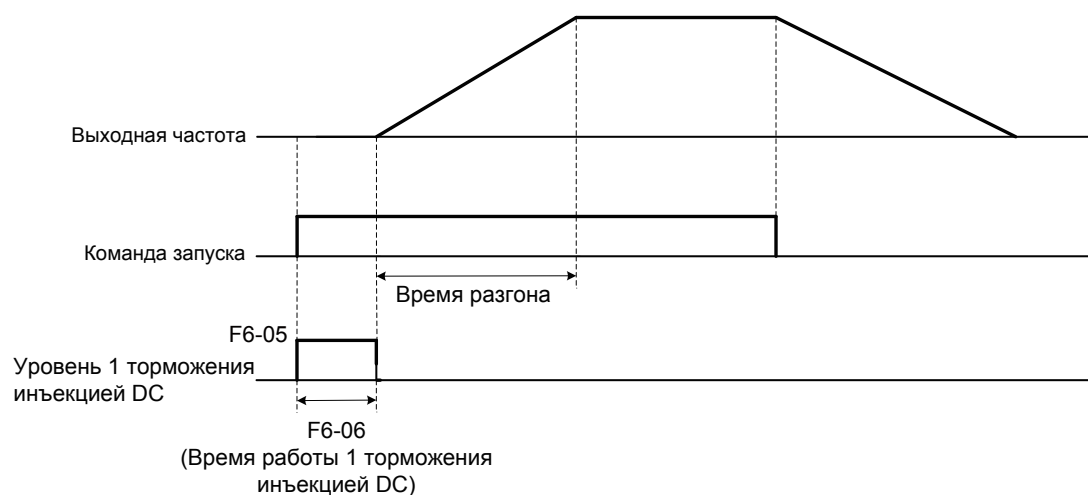 Выходная частота
Команда запуска
Время разгона
F6-05
Уровень 1 торможения
инъекцией DC
F6-06
(Время работы 1 торможения
инъекцией DC)